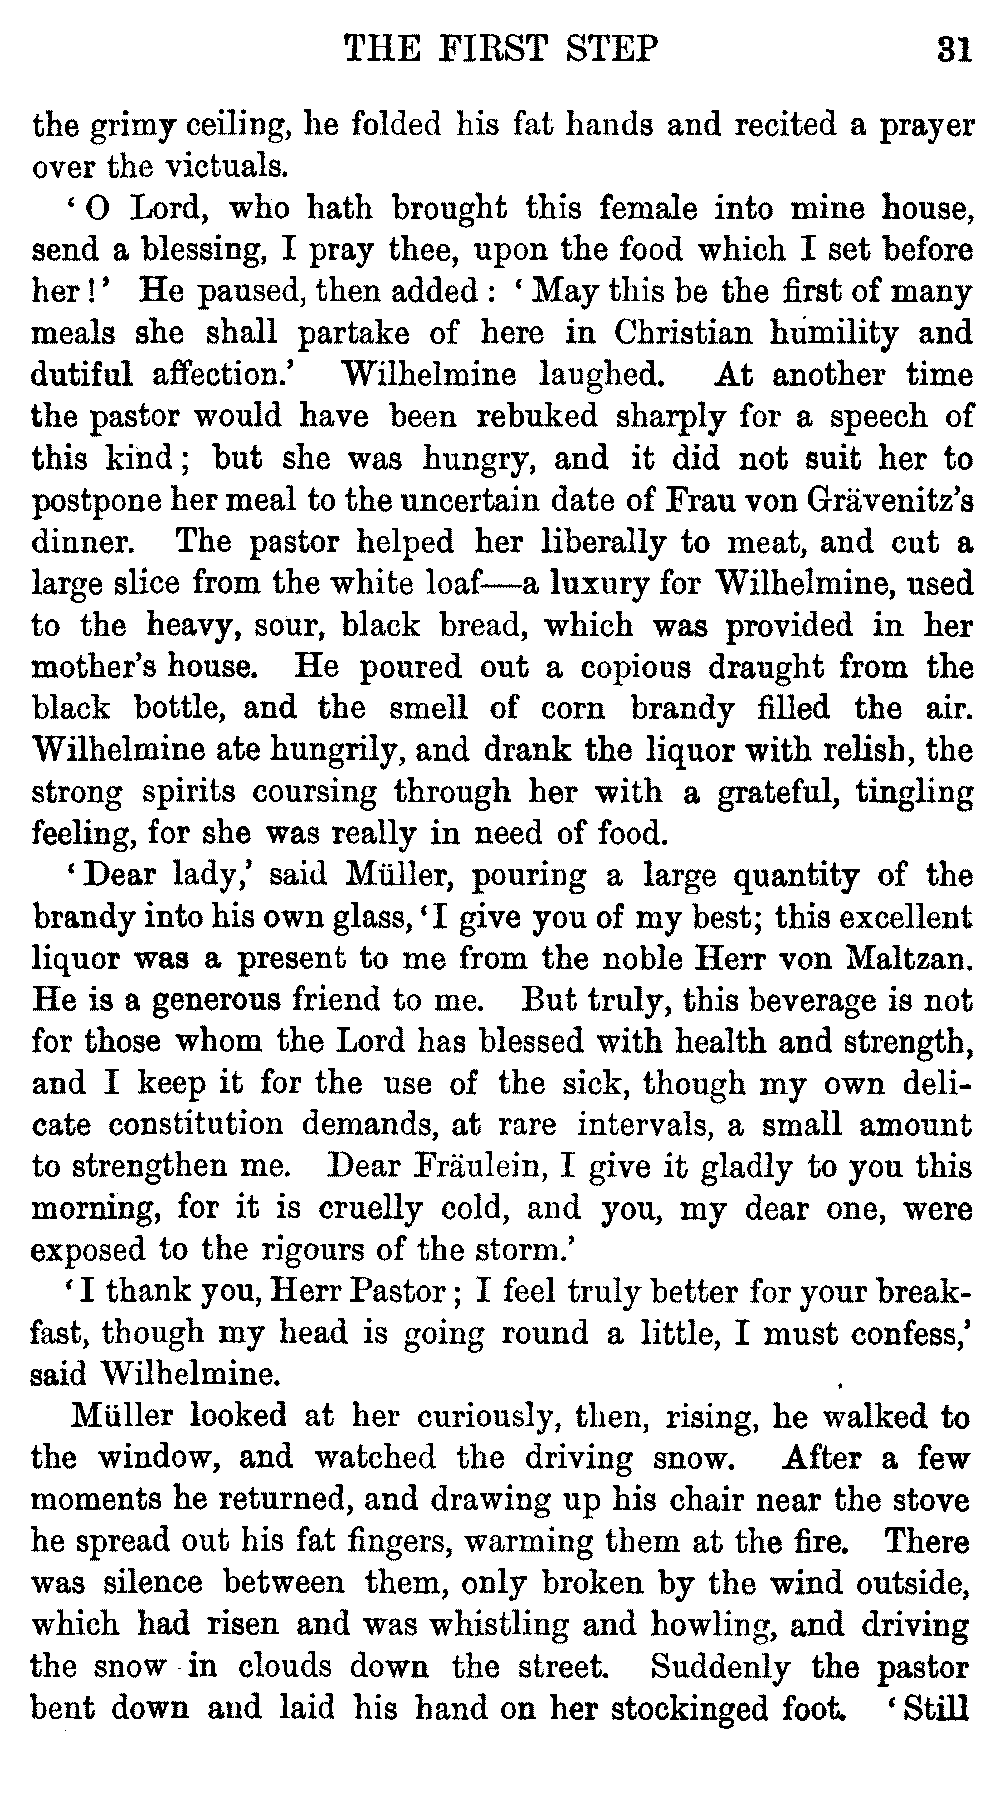 THE FIRST STEP 31
the grimy ceiling, he folded his fat hands and recited a prayer
over the victuals.
‘ O Lord, who hath brought this female into mine house,
send a blessing, I pray thee, upon the food which I set before
her ! ’ He paused, then added : ‘ May this be the first of many
meals she shall partake of here in Christian humility and
dutiful affection.’ Wilhelmine laughed. At another time
the pastor would have been rebuked sharply for a speech of
this kind ; but she was hungry, and it did not suit her to
postpone her meal to the uncertain date of Frau von Grävenitz’s
dinner. The pastor helped her liberally to meat, and cut a
large slice from the white loaf—a luxury for Wilhelmine, used
to the heavy, sour, black bread, which was provided in her
mother’s house. He poured out a copious draught from the
black bottle, and the smell of corn brandy filled the air.
Wilhelmine ate hungrily, and drank the liquor with relish, the
strong spirits coursing through her with a grateful, tingling
feeling, for she was really in need of food.
‘ Dear lady,’ said Müller, pouring a large quantity of the
brandy into his own glass, ‘ I give you of my best; this excellent
liquor was a present to me from the noble Herr von Maltzan.
He is a generous friend to me. But truly, this beverage is not
for those whom the Lord has blessed with health and strength,
and I keep it for the use of the sick, though my own deli-
cate constitution demands, at rare intervals, a small amount
to strengthen me. Dear Fräulein, I give it gladly to you this
morning, for it is cruelly cold, and you, my dear one, were
exposed to the rigours of the storm.’
‘ I thank you, Herr Pastor ; I feel truly better for your break-
fast, though my head is going round a little, I must confess,’
said Wilhelmine.
Müller looked at her curiously, then, rising, he walked to
the window, and watched the driving snow. After a few
moments he returned, and drawing up his chair near the stove
he spread out his fat fingers, warming them at the fire. There
was silence between them, only broken by the wind outside,
which had risen and was whistling and howling, and driving
the snow in clouds down the street. Suddenly the pastor
bent down and laid his hand on her stockinged foot. ‘ Still